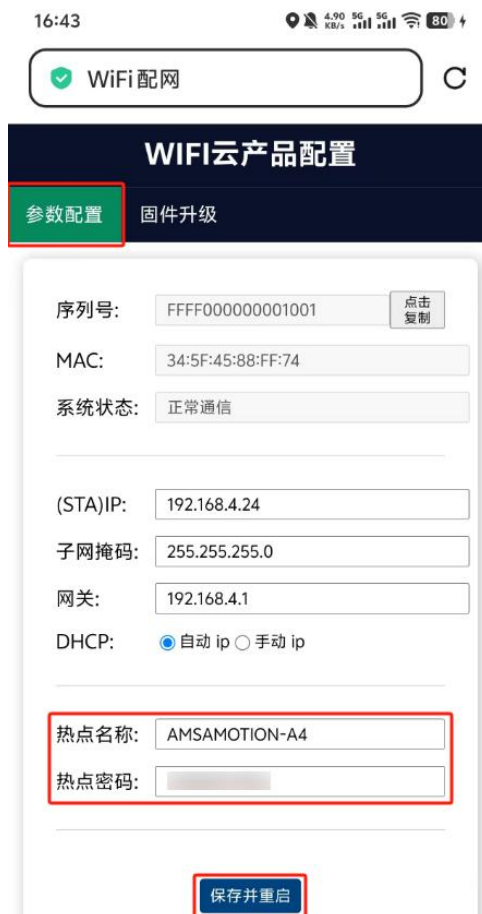 16:43
4.90 KB/s 5G 5G 80
WiFi配网
WIFI云产品配置
参数配置 固件升级
序列号: FFFF000000001001 点击
复制
MAC: 34:5F:45:88:FF:74
系统状态: 正常通信
(STA)IP: 192.168.4.24
子网掩码: 255.255.255.0
网关: 192.168.4.1
DHCP: 自动 ip 手动 ip
热点名称: AMSAMOTION-A4
热点密码:
保存并重启